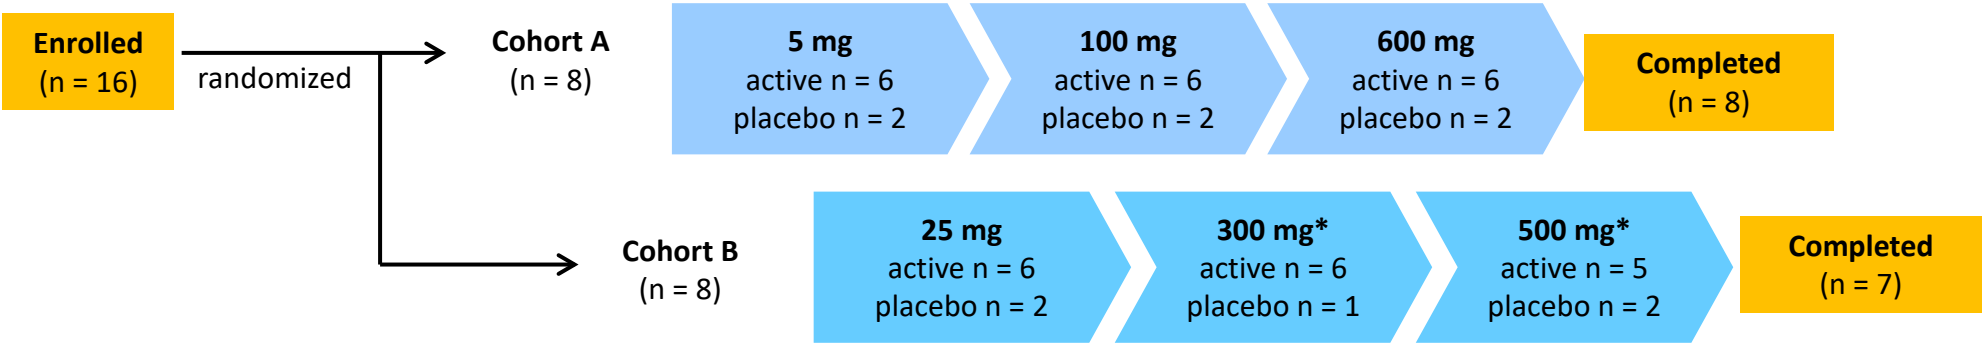 Enrolled
(n = 16)
randomized
Cohort A
(n = 8)
5 mg
active n = 6
placebo n = 2
100 mg
active n = 6
placebo n = 2
600 mg
active n = 6
placebo n = 2
Completed
(n = 8)
Cohort B
(n = 8)
25 mg
active n = 6
placebo n = 2
300 mg*
active n = 6
placebo n = 1
500 mg*
active n = 5
placebo n = 2
Completed
(n = 7)